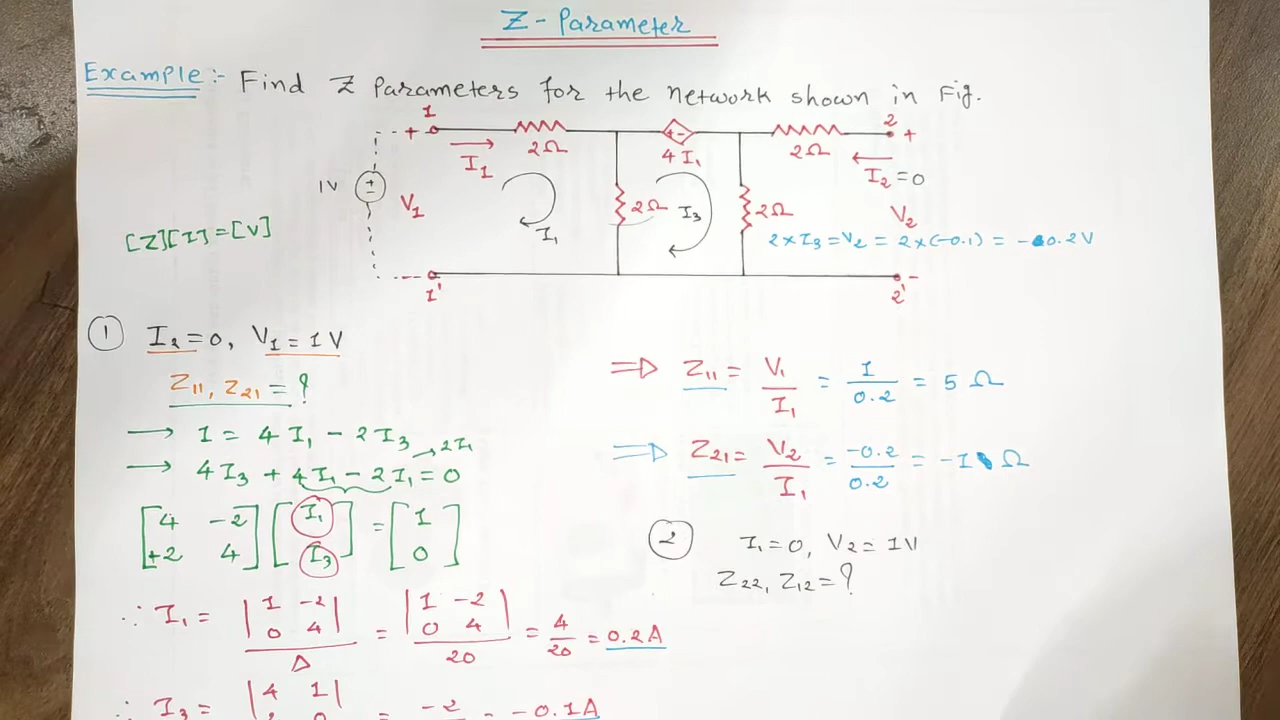 Z-Parameter
Example:- Find Z Parameters for the network shown in Fig.
1
2
+
+
2Ω
+-
4I₁
2Ω
I₁
I₂=0
1V
+
-
V₁
I₁
2Ω
I₃
2Ω
V₂
[Z][I]=[V]
2×I₃=V₂ = 2×(-0.1) = -0.2V
1'
2'
-
1 I₂=0, V₁=1V
Z₁₁, Z₂₁=?
→ 1 = 4I₁ - 2I₃
→ 2I₁
→ 4I₃ + 4I₁ - 2I₁ = 0
[4 -2] [I₁] = [1]
[+2 4] [I₃] [0]
∴ I₁ = |1 -2| = |1 -2| = 4 = 0.2A
|0 4| |0 4| 20
Δ 20
∴ I₃ = |4 1| = -2 = -0.1A
⇒ Z₁₁ = V₁ = 1 = 5Ω
I₁ 0.2
⇒ Z₂₁ = V₂ = -0.2 = -1Ω
I₁ 0.2
2 I₁=0, V₂=1V
Z₂₂, Z₁₂=?